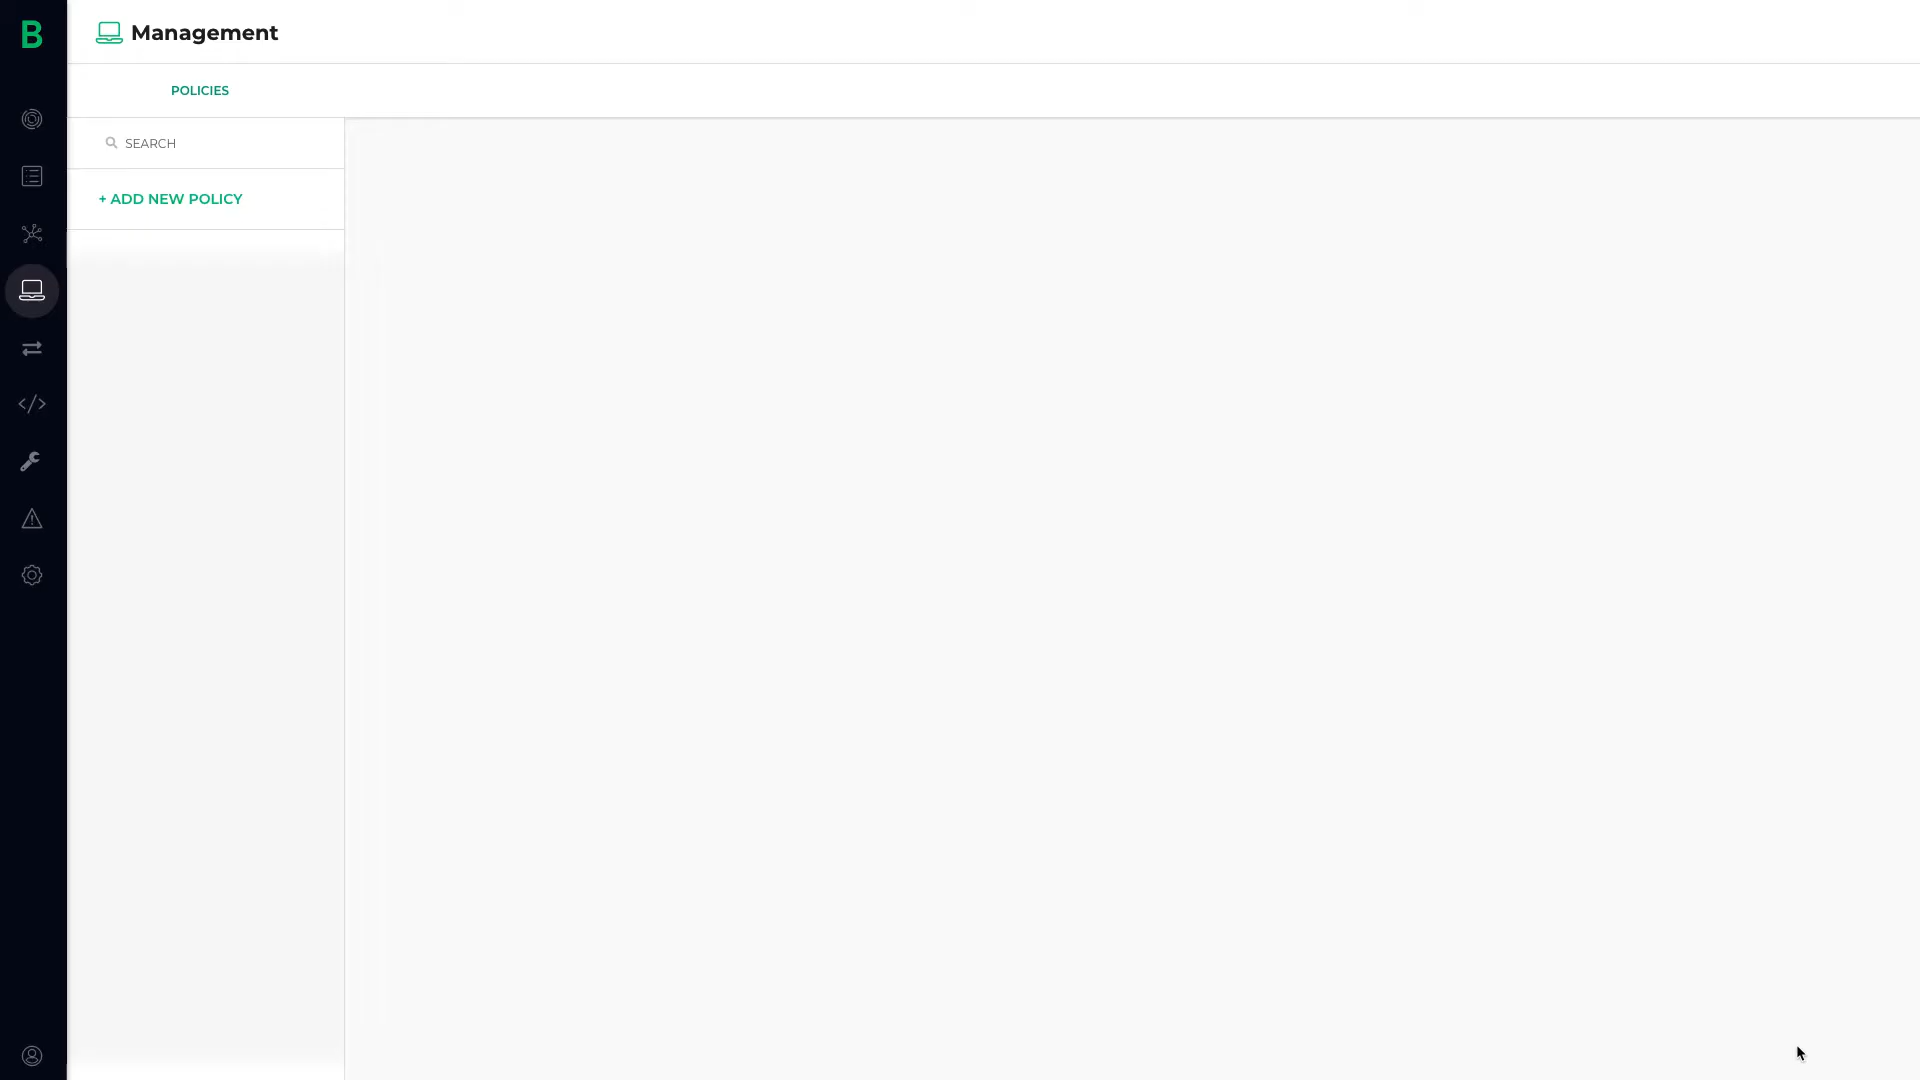 B
Management
POLICIES
SEARCH
+ ADD NEW POLICY